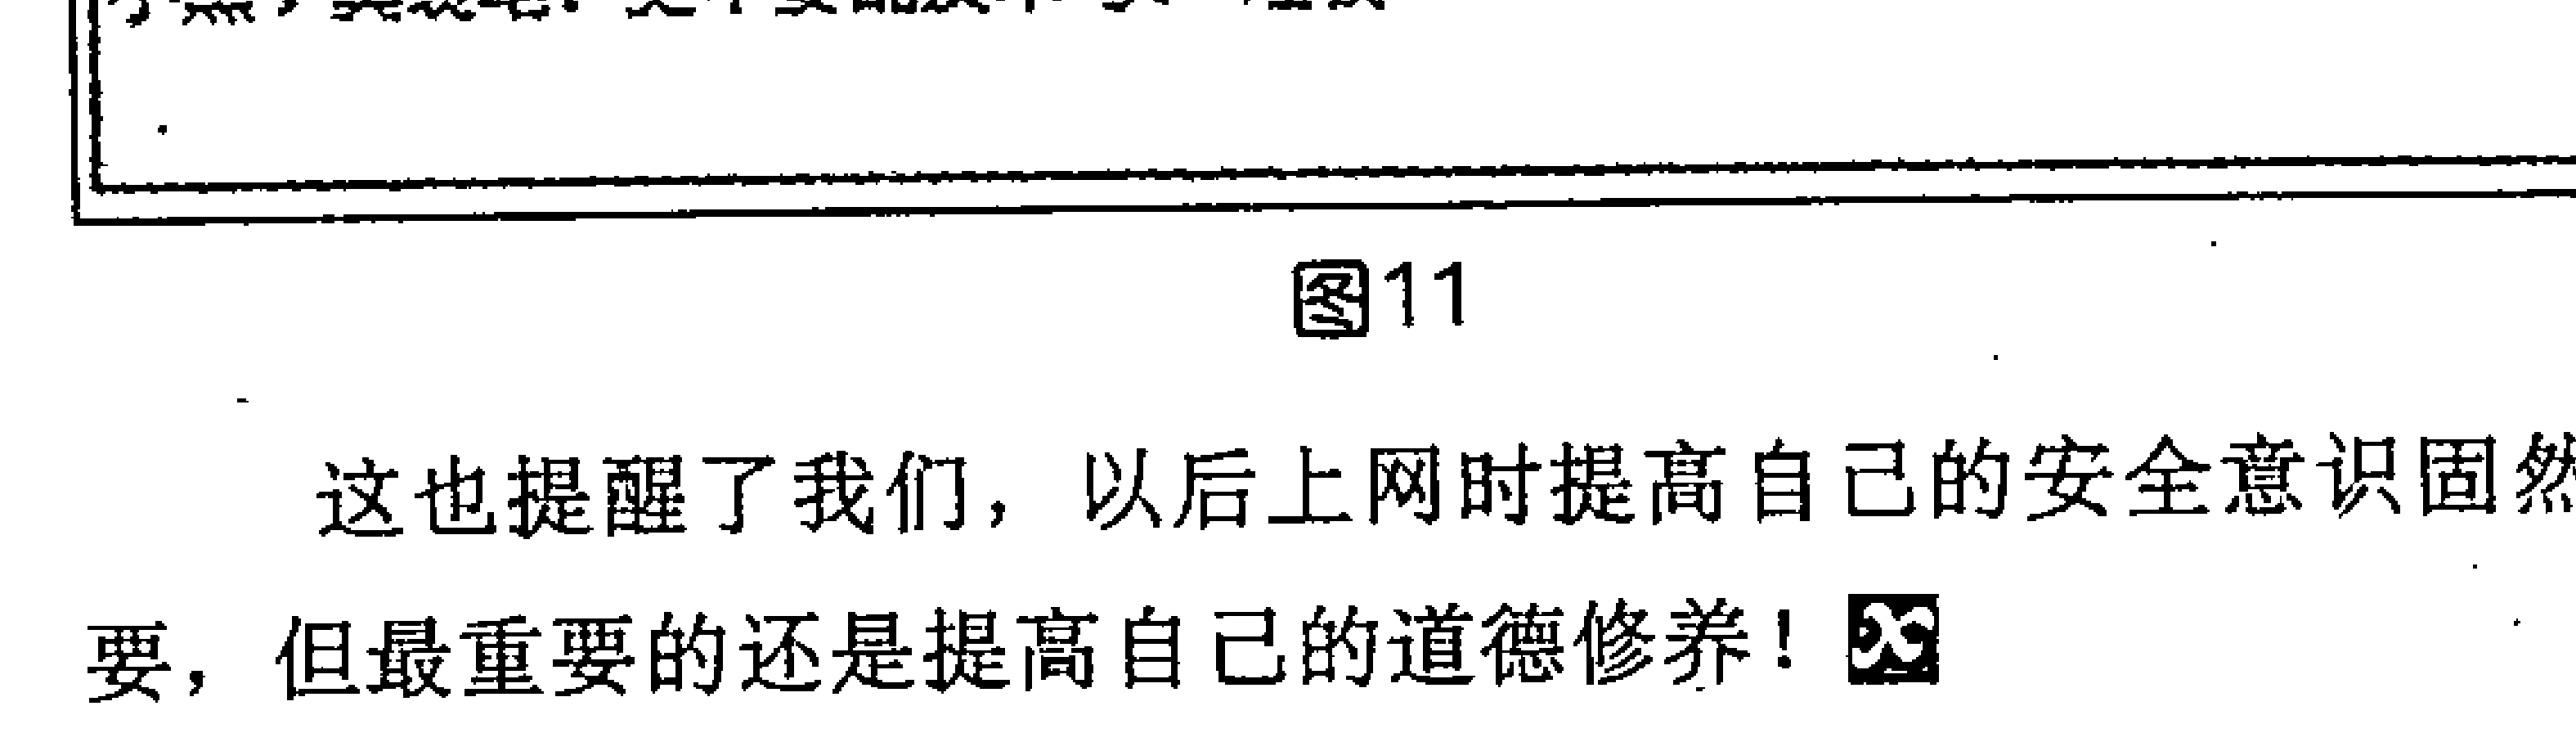 图11
这也提醒了我们，以后上网时提高自己的安全意识固然
要，但最重要的还是提高自己的道德修养！